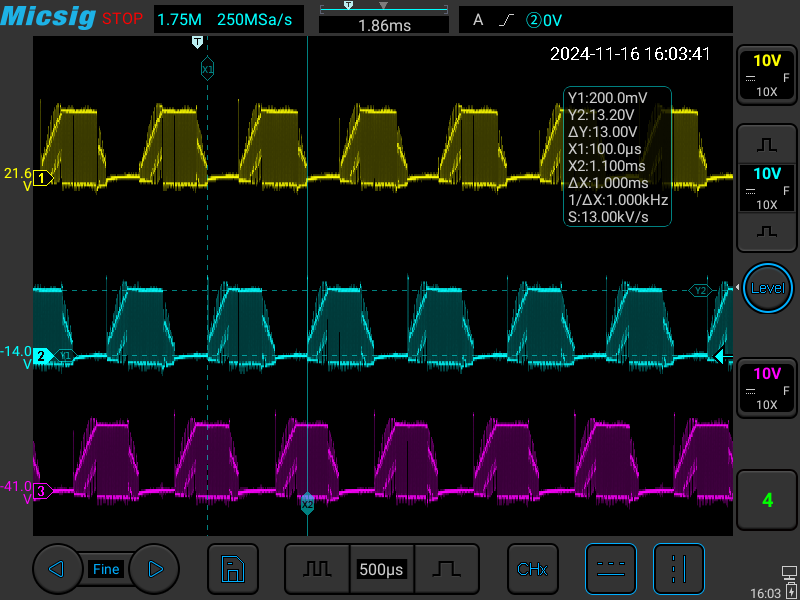 Micsig STOP 1.75M 250MSa/s T 1.86ms A ②0V
T
2024-11-16 16:03:41
X1
10V
F
10X
Y1:200.0mV
Y2:13.20V
ΔY:13.00V
X1:100.0µs
X2:1.100ms
ΔX:1.000ms
1/ΔX:1.000kHz
S:13.00kV/s
21.6
V
1
10V
F
10X
Y2
Level
-14.0
V
2
Y1
10V
F
10X
-41.0
V
3
X2
4
Fine
500µs
CHx
16:03